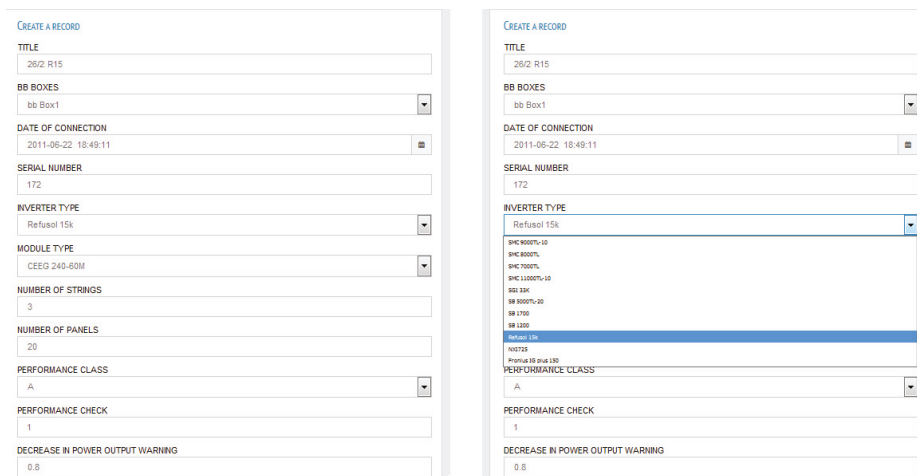 CREATE A RECORD
TITLE
26/2 R15
BB BOXES
bb Box1
DATE OF CONNECTION
2011-06-22 18:49:11
SERIAL NUMBER
172
INVERTER TYPE
Refusol 15k
MODULE TYPE
CEEG 240-60M
NUMBER OF STRINGS
3
NUMBER OF PANELS
20
PERFORMANCE CLASS
A
PERFORMANCE CHECK
1
DECREASE IN POWER OUTPUT WARNING
0.8
CREATE A RECORD
TITLE
26/2 R15
BB BOXES
bb Box1
DATE OF CONNECTION
2011-06-22 18:49:11
SERIAL NUMBER
172
INVERTER TYPE
Refusol 15k
SMC 9000TL-10
SMC 8000TL
SMC 7000TL
SMC 11000TL-10
SG1 33K
SB 5000TL-20
SB 1700
SB 1200
Refusol 15k
NX1725
Fronius IG plus 150
PERFORMANCE CLASS
A
PERFORMANCE CHECK
1
DECREASE IN POWER OUTPUT WARNING
0.8